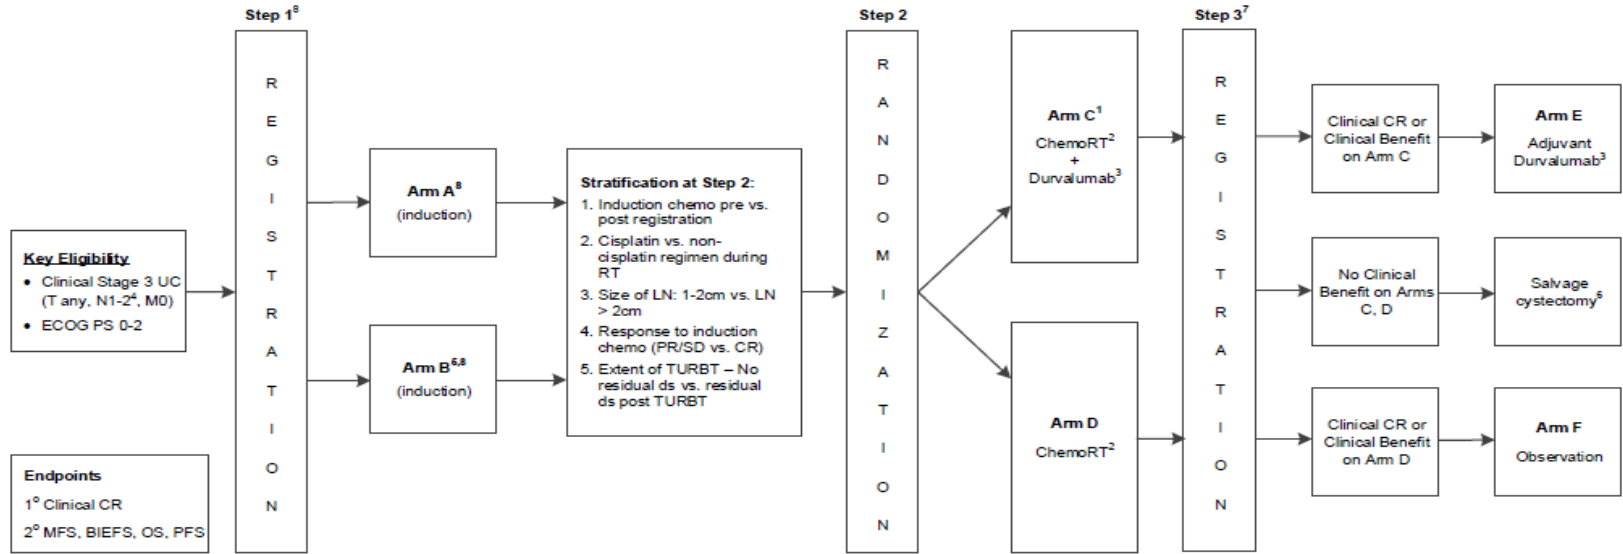 Step 1⁸
Step 2
Step 3⁷
Key Eligibility
• Clinical Stage 3 UC
(T any, N1-2⁴, M0)
• ECOG PS 0-2
Endpoints
1° Clinical CR
2° MFS, BIEFS, OS, PFS
REGISTRATION
Arm A⁸
(induction)
Arm B⁶,⁸
(induction)
Stratification at Step 2:
1. Induction chemo pre vs.
post registration
2. Cisplatin vs. non-
cisplatin regimen during
RT
3. Size of LN: 1-2cm vs. LN
> 2cm
4. Response to induction
chemo (PR/SD vs. CR)
5. Extent of TURBT – No
residual ds vs. residual
ds post TURBT
RANDOMIZATION
Arm C¹
ChemoRT²
+
Durvalumab³
Arm D
ChemoRT²
REGISTRATION
Clinical CR or
Clinical Benefit
on Arm C
Arm E
Adjuvant
Durvalumab³
No Clinical
Benefit on Arms
C, D
Salvage
cystectomy⁶
Clinical CR or
Clinical Benefit
on Arm D
Arm F
Observation